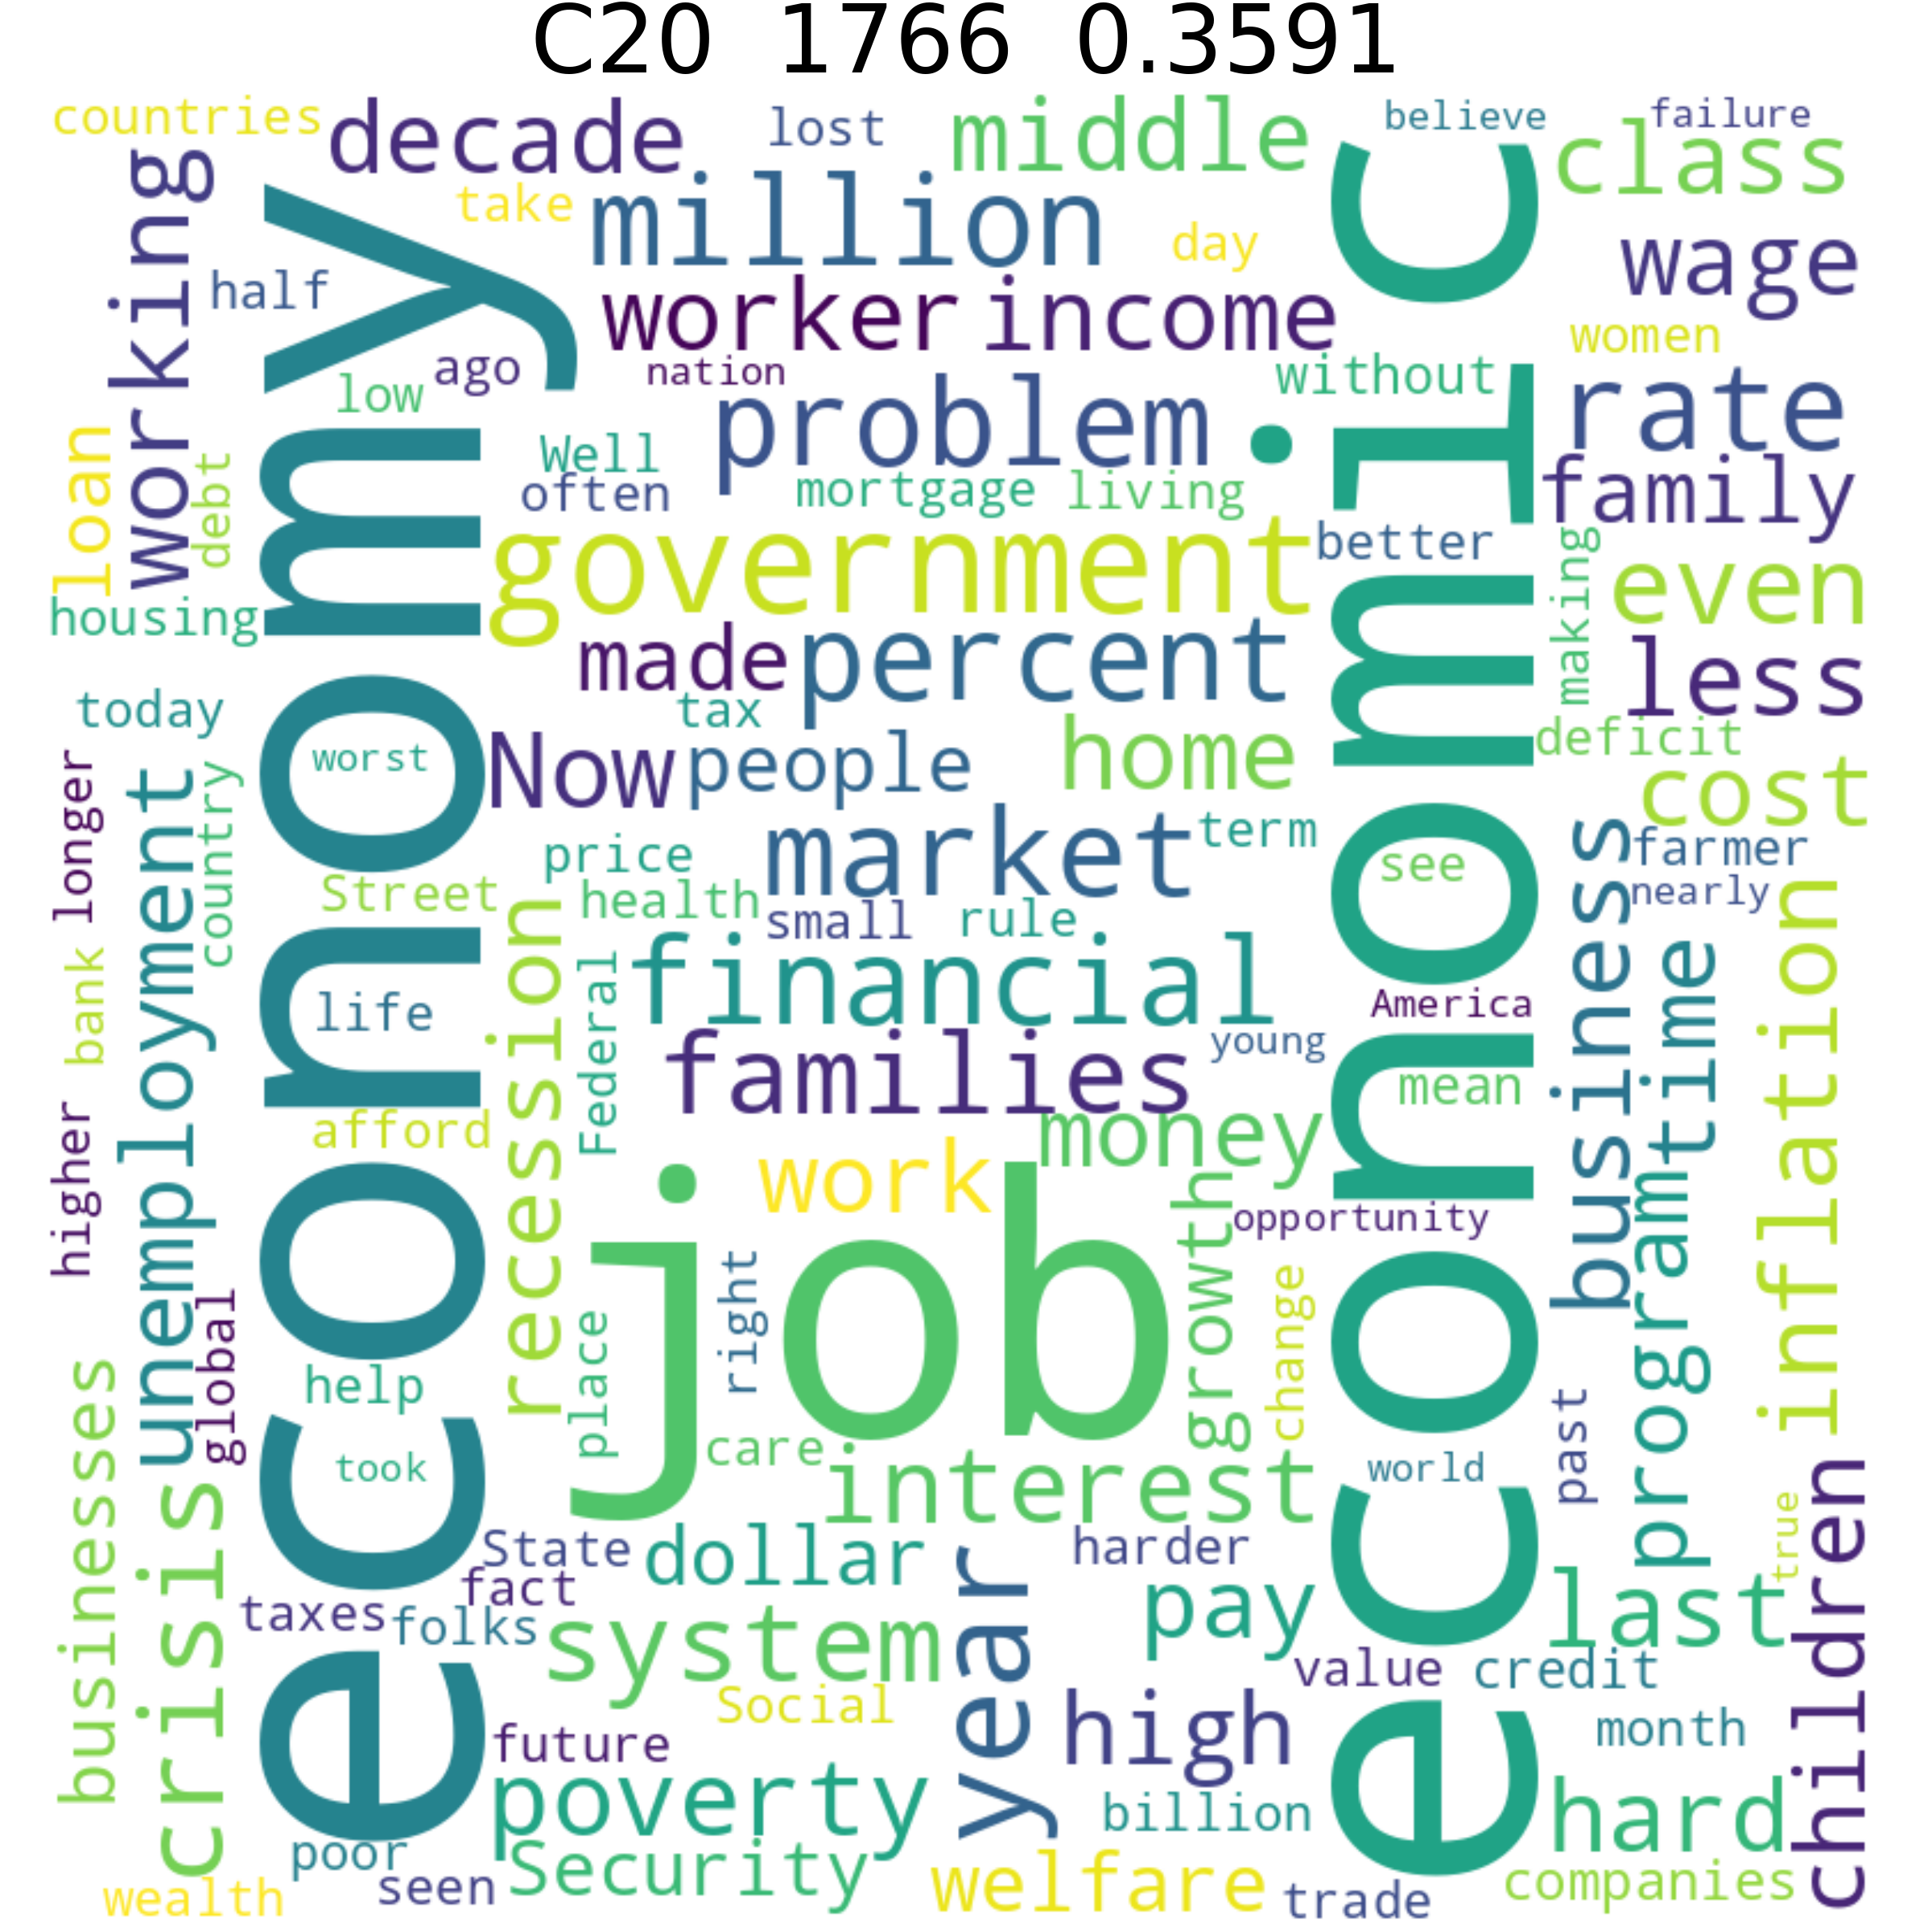 C20 1766 0.3591
countries decade lost middle believe failure
class
working take million day wage
half worker income women
economy ago nation without economic rate
low problem
loan debt Well family
often mortgage living
government better making even
housing made percent less
today tax deficit
worst Now people home cost
longer unemployment country market term farmer
price see business nearly
Street health small rule inflation
bank recession Federal financial programtime
life America
families young
higher afford money mean
work
job growth opportunity
global right change
businesses help place past
crisis took care interest world children
State dollar harder true
fact year pay last
taxes folks system
value credit
Social high month
future
poverty billion hard
poor Security welfare companies
wealth seen trade